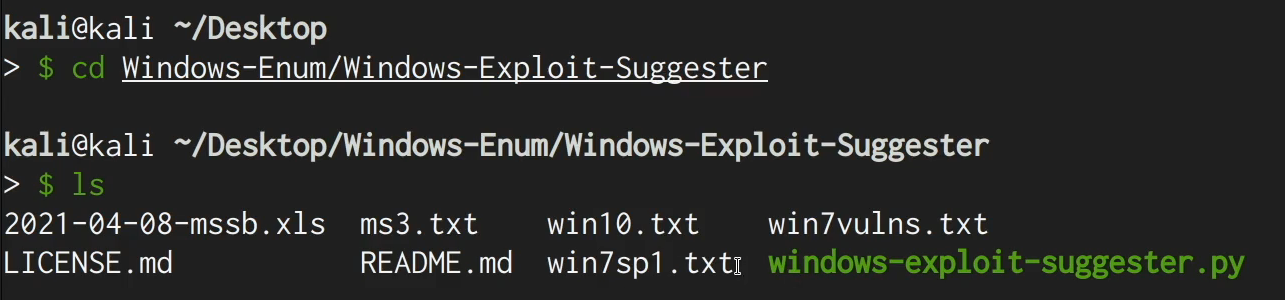 kali@kali ~/Desktop
> $ cd Windows-Enum/Windows-Exploit-Suggester
kali@kali ~/Desktop/Windows-Enum/Windows-Exploit-Suggester
> $ ls
2021-04-08-mssb.xls ms3.txt win10.txt win7vulns.txt
LICENSE.md README.md win7sp1.txt windows-exploit-suggester.py